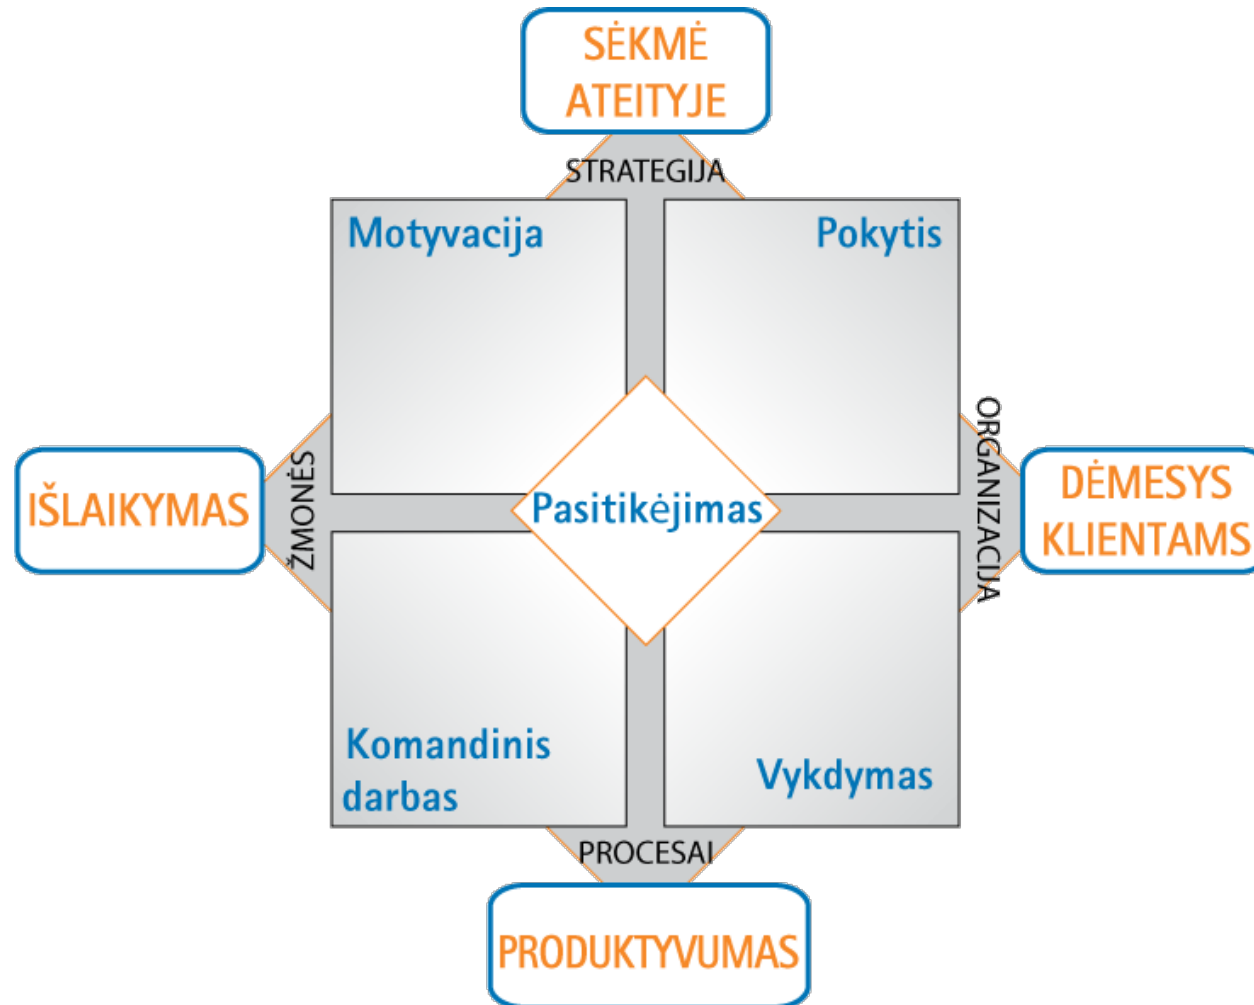 SĖKMĖ
ATEITYJE
STRATEGIJA
Motyvacija
Pokytis
IŠLAIKYMAS
ŽMONĖS
Pasitikėjimas
ORGANIZACIJA
DĖMESYS
KLIENTAMS
Komandinis
darbas
Vykdymas
PROCESAI
PRODUKTYVUMAS